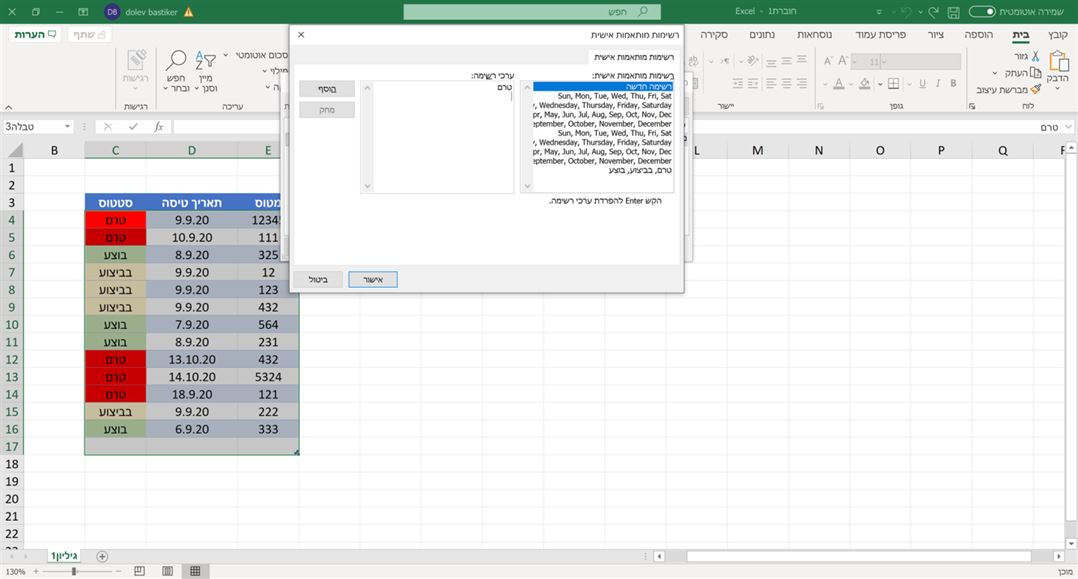 שמירה אוטומטית
חוברת1 - Excel
חפש
dolev bastiker
DB
קובץ
בית
הוספה
ציור
פריסת עמוד
נוסחאות
נתונים
סקירה
שתף
הערות
הדבק
גזור
העתק
מברשת עיצוב
לוח
11
B I U
גופן
יישור
סכום אוטומטי
מילוי
מיין
וסנן
חפש
ובחר
עריכה
רגישות
רגישות
טבלה3
fx
טרם
רשימות מותאמות אישית
רשימות מותאמות אישית
רשימות מותאמות אישית:
ערכי רשימה:
רשימה חדשה
Sun, Mon, Tue, Wed, Thu, Fri, Sat
Wednesday, Thursday, Friday, Saturday
Apr, May, Jun, Jul, Aug, Sep, Oct, Nov, Dec
September, October, November, December
Sun, Mon, Tue, Wed, Thu, Fri, Sat
Wednesday, Thursday, Friday, Saturday
Apr, May, Jun, Jul, Aug, Sep, Oct, Nov, Dec
September, October, November, December
טרם, בביצוע, בוצע
טרם
הוסף
מחק
הקש Enter להפרדת ערכי רשימה.
אישור
ביטול
B C D E L M N O P Q
1
2
3 סטטוס תאריך טיסה מטוס
4 טרם 9.9.20 12345
5 טרם 10.9.20 111
6 בוצע 8.9.20 325
7 בביצוע 9.9.20 12
8 בביצוע 9.9.20 123
9 בביצוע 9.9.20 432
10 בוצע 7.9.20 564
11 בוצע 8.9.20 231
12 טרם 13.10.20 432
13 טרם 14.10.20 5324
14 טרם 18.9.20 121
15 בביצוע 9.9.20 222
16 בוצע 6.9.20 333
17
18
19
20
21
22
גיליון1
מוכן
130%